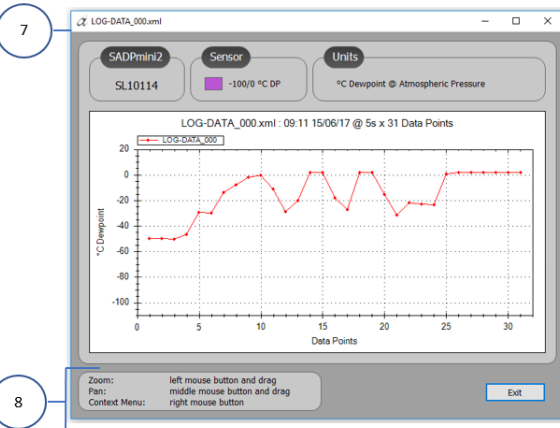 7
LOG-DATA_000.xml
SADPmini2
SL10114
Sensor
-100/0 ºC DP
Units
ºC Dewpoint @ Atmospheric Pressure
LOG-DATA_000.xml : 09:11 15/06/17 @ 5s x 31 Data Points
LOG-DATA_000
20
0
-20
-40
-60
-80
-100
°C Dewpoint
0 5 10 15 20 25 30
Data Points
8
Zoom: left mouse button and drag
Pan: middle mouse button and drag
Context Menu: right mouse button
Exit